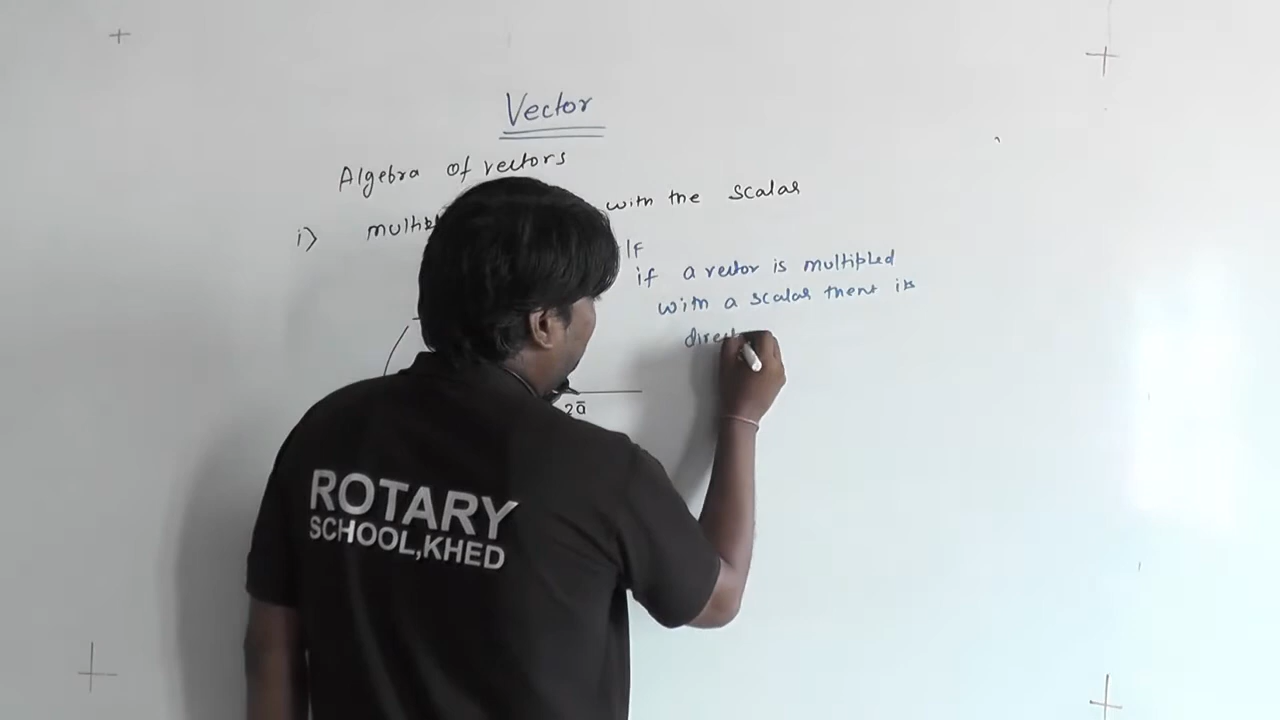 Vector
Algebra of vectors
i) with the scalar
If
if a vector is multipled
with a scalar then its
2ā
ROTARY
SCHOOL,KHED